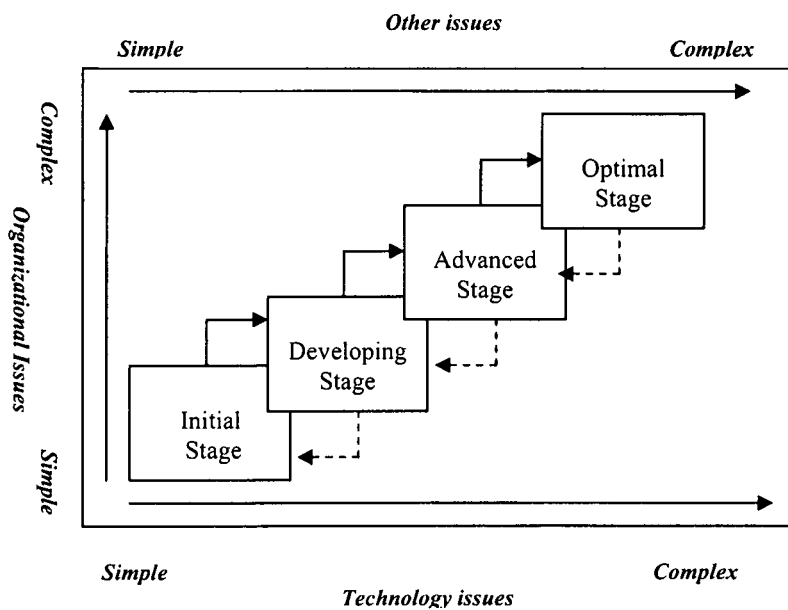 Other issues
Simple
Complex
Complex
Organizational Issues
Simple
Optimal
Stage
Advanced
Stage
Developing
Stage
Initial
Stage
Simple
Complex
Technology issues